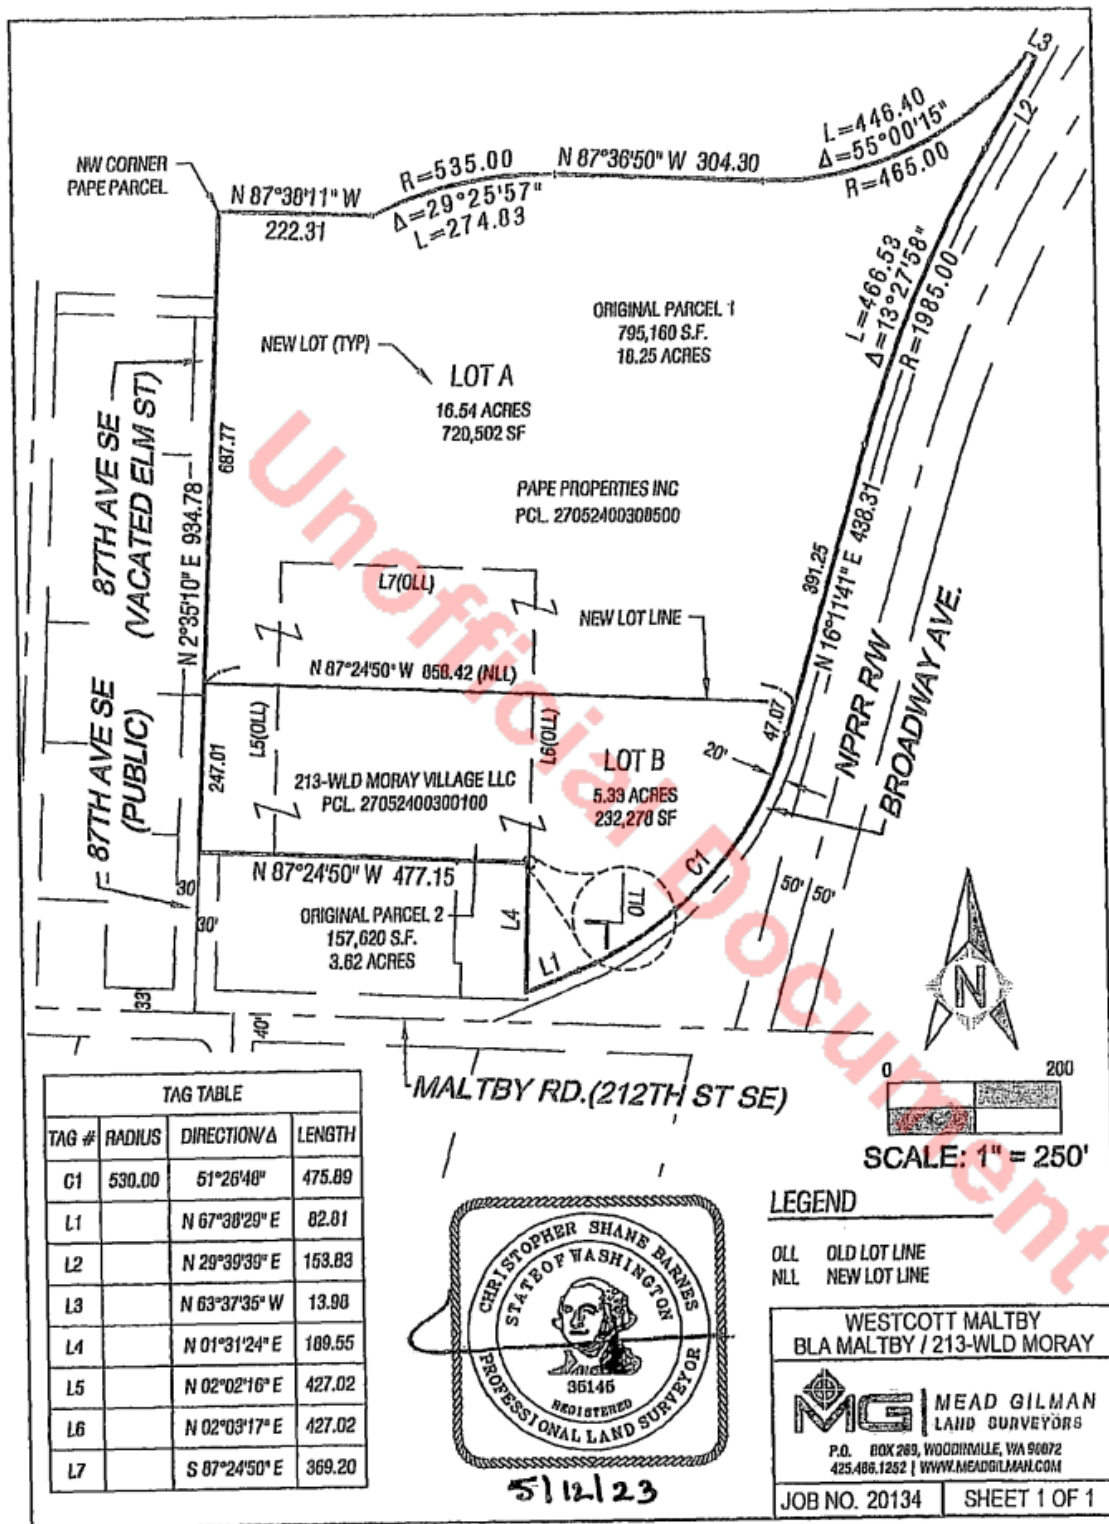 L3
L2
L=446.40
Δ=55°00'15"
R=465.00
N 87°36'50" W 304.30
R=535.00
Δ=29°25'57"
L=274.83
NW CORNER
PAPE PARCEL
N 87°38'11" W
222.31
L=466.53
Δ=13°27'58"
R=1985.00
ORIGINAL PARCEL 1
795,160 S.F.
18.25 ACRES
NEW LOT (TYP)
LOT A
16.54 ACRES
720,502 SF
PAPE PROPERTIES INC
PCL. 27052400300500
87TH AVE SE
(VACATED ELM ST)
N 2°35'10" E 934.78
687.77
L7(OLL)
NEW LOT LINE
391.25
N 16°11'41" E 438.31
N 87°24'50" W 858.42 (NLL)
87TH AVE SE
(PUBLIC)
247.01
L5(OLL)
L6(OLL)
47.07
20'
NPRR R/W
BROADWAY AVE.
LOT B
5.33 ACRES
232,278 SF
213-WLD MORAY VILLAGE LLC
PCL. 27052400300100
N 87°24'50" W 477.15
C1
OLL
50'
50'
30'
30'
ORIGINAL PARCEL 2
157,620 S.F.
3.62 ACRES
L4
L1
33'
40'
MALTBY RD.(212TH ST SE)
N
0 200
SCALE: 1" = 250'
TAG TABLE
TAG # RADIUS DIRECTION/Δ LENGTH
C1 530.00 51°26'48" 475.89
L1 N 67°38'29" E 82.81
L2 N 29°39'39" E 153.83
L3 N 63°37'35" W 13.98
L4 N 01°31'24" E 189.55
L5 N 02°02'16" E 427.02
L6 N 02°03'17" E 427.02
L7 S 87°24'50" E 369.20
CHRISTOPHER SHANE BARNES
STATE OF WASHINGTON
35145
REGISTERED
PROFESSIONAL LAND SURVEYOR
5/12/23
LEGEND
OLL OLD LOT LINE
NLL NEW LOT LINE
WESTCOTT MALTBY
BLA MALTBY / 213-WLD MORAY
MG MEAD GILMAN
LAND SURVEYORS
P.O. BOX 289, WOODINVILLE, WA 98072
425.486.1252 | WWW.MEADGILMAN.COM
JOB NO. 20134 SHEET 1 OF 1
Unofficial Document